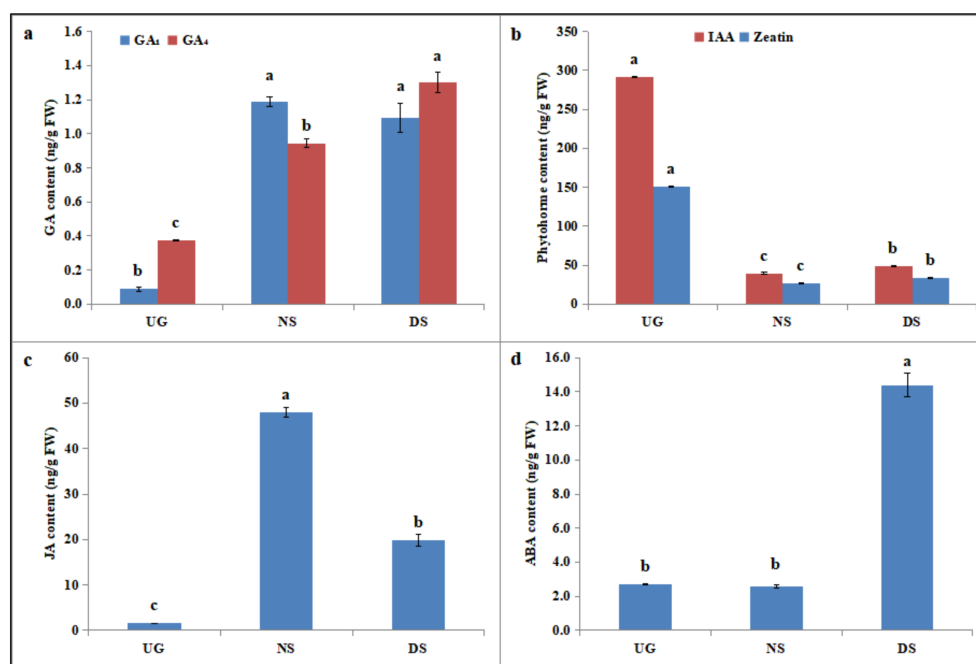 a
GA₁ GA₄
GA content (ng/g FW)
1.6
1.4
1.2
1.0
0.8
0.6
0.4
0.2
0.0
b
c
a
b
a
a
UG NS DS
b
IAA Zeatin
Phytohorme content (ng/g FW)
350
300
250
200
150
100
50
0
a
a
c
c
b
b
UG NS DS
c
JA content (ng/g FW)
60
50
40
30
20
10
0
c
a
b
UG NS DS
d
ABA content (ng/g FW)
16.0
14.0
12.0
10.0
8.0
6.0
4.0
2.0
0.0
b
b
a
UG NS DS